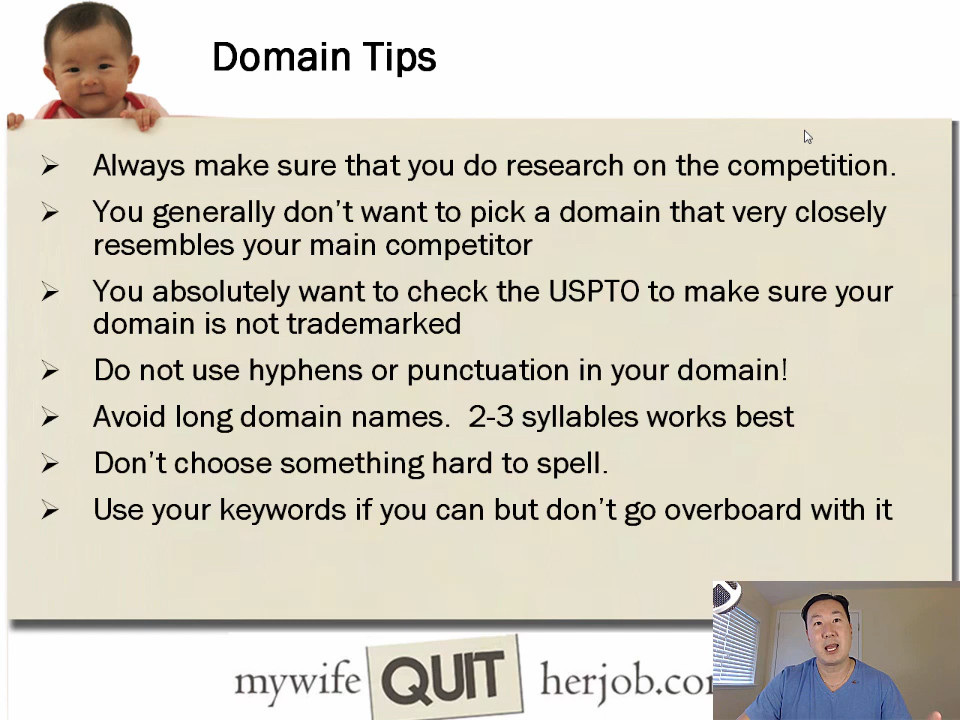 Domain Tips
Always make sure that you do research on the competition.
You generally don't want to pick a domain that very closely
resembles your main competitor
You absolutely want to check the USPTO to make sure your
domain is not trademarked
Do not use hyphens or punctuation in your domain!
Avoid long domain names.  2-3 syllables works best
Don't choose something hard to spell.
Use your keywords if you can but don't go overboard with it
mywife QUIT herjob.co